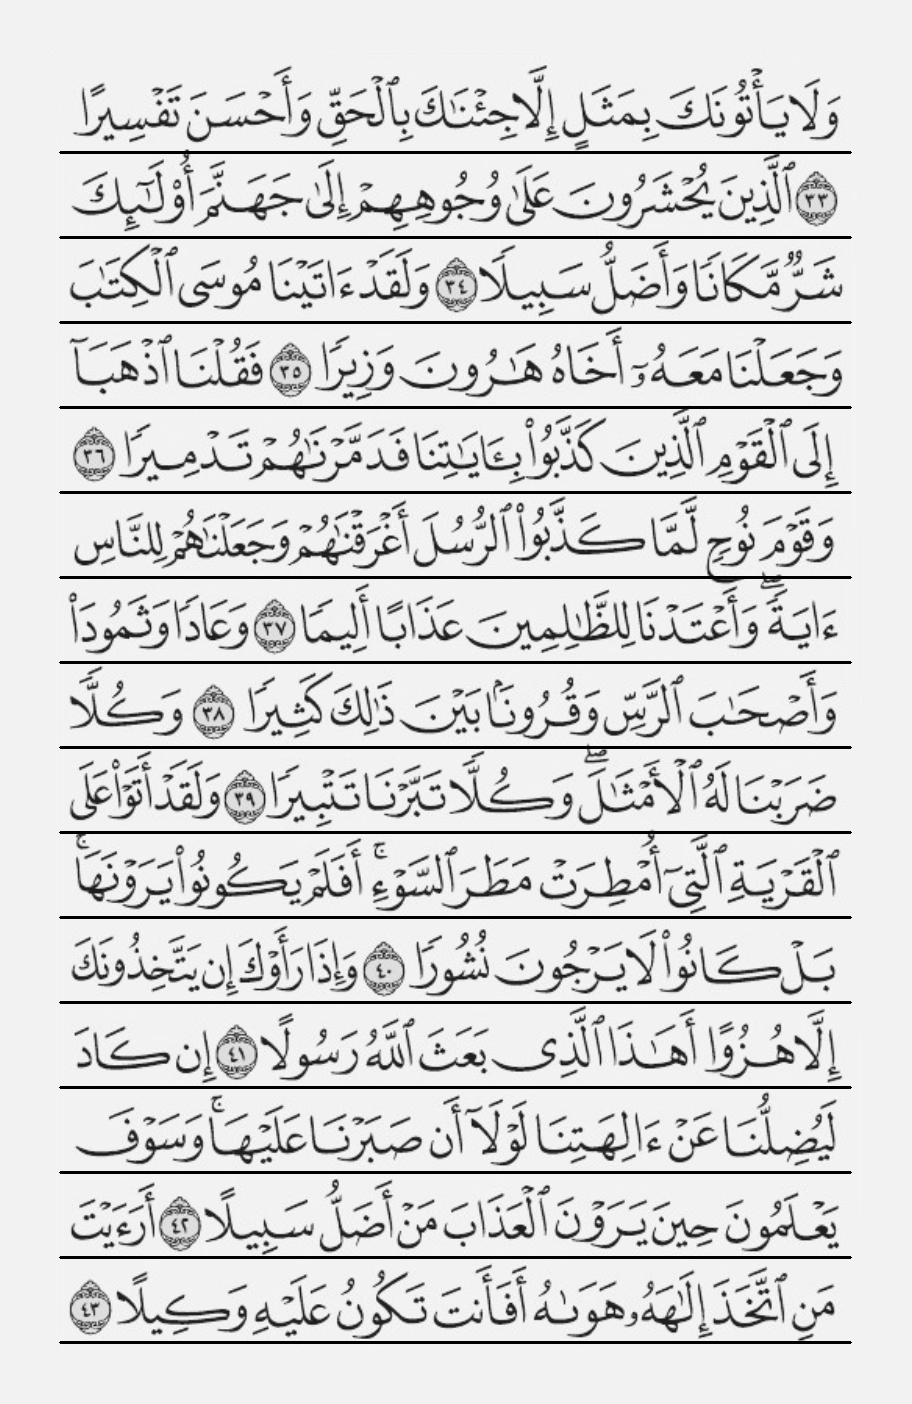 وَلَا يَأْتُونَكَ بِمَثَلٍ إِلَّا جِئْنَٰكَ بِٱلْحَقِّ وَأَحْسَنَ تَفْسِيرًا
٣٣ ٱلَّذِينَ يُحْشَرُونَ عَلَىٰ وُجُوهِهِمْ إِلَىٰ جَهَنَّمَ أُو۟لَٰٓئِكَ
شَرٌّ مَّكَانًا وَأَضَلُّ سَبِيلًا ٣٤ وَلَقَدْ ءَاتَيْنَا مُوسَى ٱلْكِتَٰبَ
وَجَعَلْنَا مَعَهُۥٓ أَخَاهُ هَٰرُونَ وَزِيرًا ٣٥ فَقُلْنَا ٱذْهَبَآ
إِلَى ٱلْقَوْمِ ٱلَّذِينَ كَذَّبُوا۟ بِـَٔايَٰتِنَا فَدَمَّرْنَٰهُمْ تَدْمِيرًا ٣٦
وَقَوْمَ نُوحٍ لَّمَّا كَذَّبُوا۟ ٱلرُّسُلَ أَغْرَقْنَٰهُمْ وَجَعَلْنَٰهُمْ لِلنَّاسِ
ءَايَةً ۖ وَأَعْتَدْنَا لِلظَّٰلِمِينَ عَذَابًا أَلِيمًا ٣٧ وَعَادًا وَثَمُودَا۟
وَأَصْحَٰبَ ٱلرَّسِّ وَقُرُونًۢا بَيْنَ ذَٰلِكَ كَثِيرًا ٣٨ وَكُلًّا
ضَرَبْنَا لَهُ ٱلْأَمْثَٰلَ ۖ وَكُلًّا تَبَّرْنَا تَتْبِيرًا ٣٩ وَلَقَدْ أَتَوْا۟ عَلَى
ٱلْقَرْيَةِ ٱلَّتِىٓ أُمْطِرَتْ مَطَرَ ٱلسَّوْءِ ۚ أَفَلَمْ يَكُونُوا۟ يَرَوْنَهَا ۚ
بَلْ كَانُوا۟ لَا يَرْجُونَ نُشُورًا ٤٠ وَإِذَا رَأَوْكَ إِن يَتَّخِذُونَكَ
إِلَّا هُزُوًا أَهَٰذَا ٱلَّذِى بَعَثَ ٱللَّهُ رَسُولًا ٤١ إِن كَادَ
لَيُضِلُّنَا عَنْ ءَالِهَتِنَا لَوْلَآ أَن صَبَرْنَا عَلَيْهَا ۚ وَسَوْفَ
يَعْلَمُونَ حِينَ يَرَوْنَ ٱلْعَذَابَ مَنْ أَضَلُّ سَبِيلًا ٤٢ أَرَءَيْتَ
مَنِ ٱتَّخَذَ إِلَٰهَهُۥ هَوَىٰهُ أَفَأَنتَ تَكُونُ عَلَيْهِ وَكِيلًا ٤٣